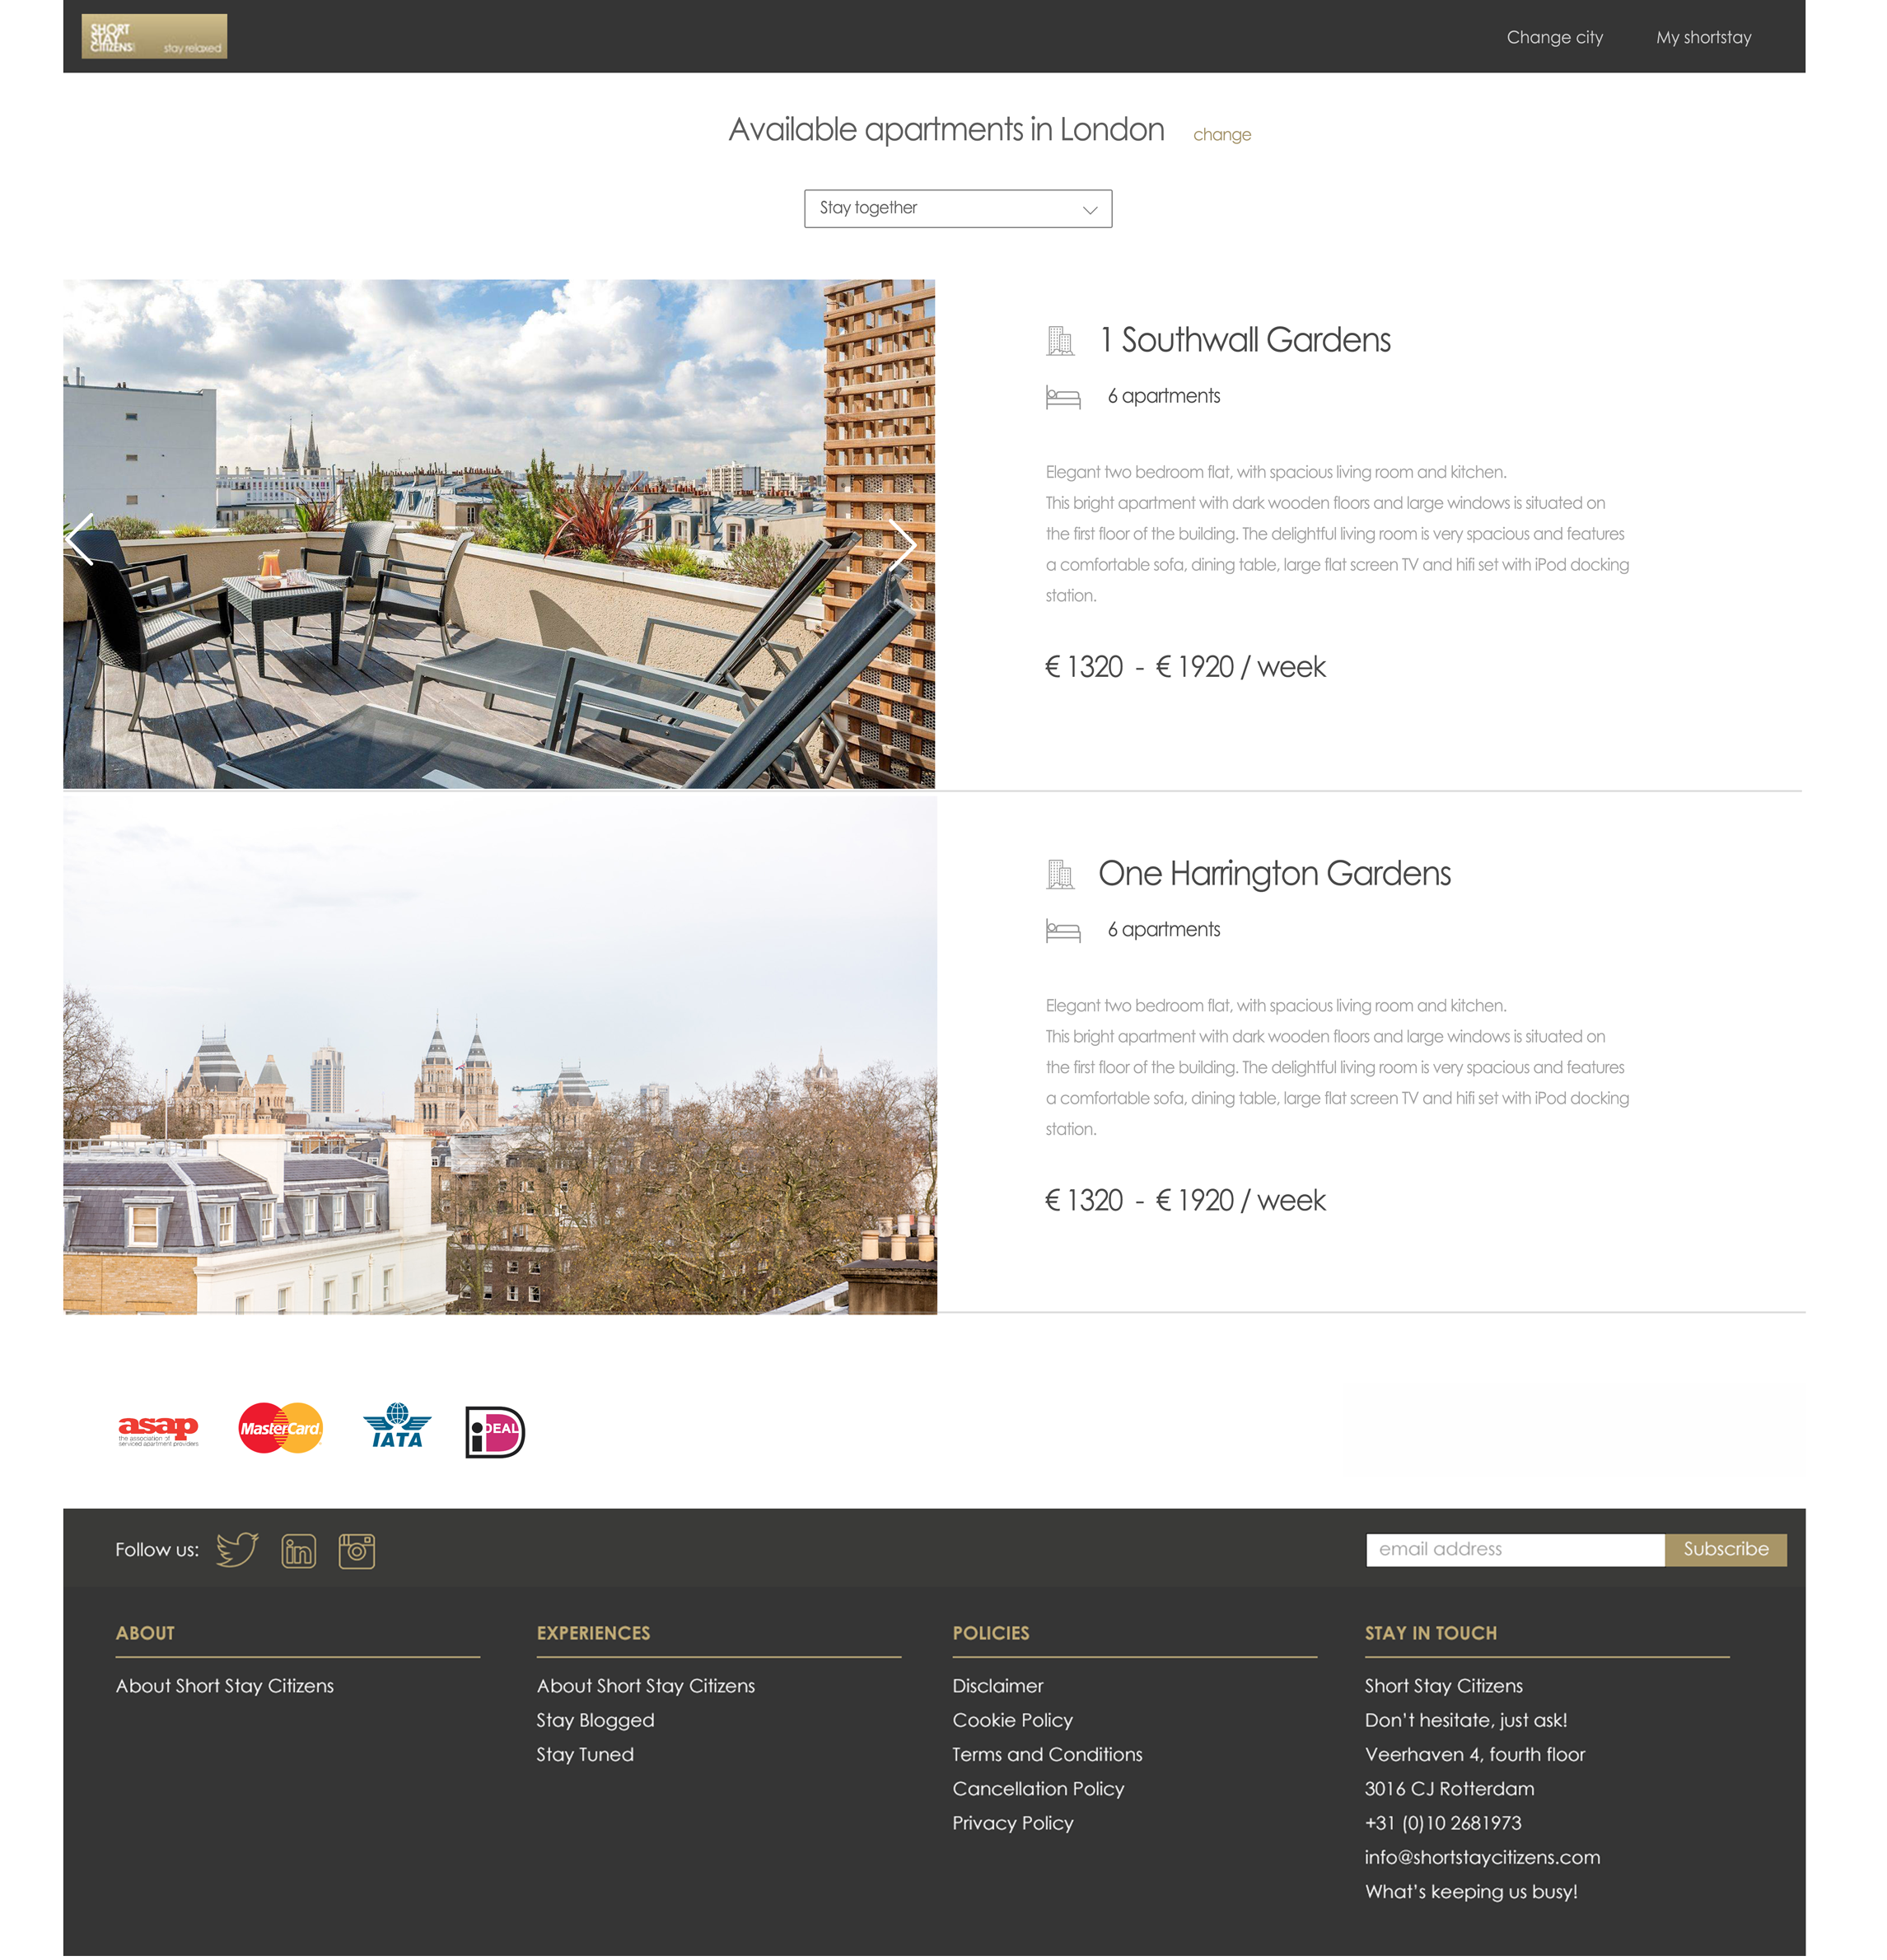 SHORT
STAY
CITIZENS
stay relaxed
Change city
My shortstay
Available apartments in London
change
Stay together
1 Southwall Gardens
6 apartments
Elegant two bedroom flat, with spacious living room and kitchen.
This bright apartment with dark wooden floors and large windows is situated on
the first floor of the building. The delightful living room is very spacious and features
a comfortable sofa, dining table, large flat screen TV and hifi set with iPod docking
station.
€ 1320 - € 1920 / week
One Harrington Gardens
6 apartments
Elegant two bedroom flat, with spacious living room and kitchen.
This bright apartment with dark wooden floors and large windows is situated on
the first floor of the building. The delightful living room is very spacious and features
a comfortable sofa, dining table, large flat screen TV and hifi set with iPod docking
station.
€ 1320 - € 1920 / week
asap
the association of
serviced apartment providers
MasterCard
IATA
iDEAL
Follow us:
in
email address
Subscribe
ABOUT
About Short Stay Citizens
EXPERIENCES
About Short Stay Citizens
Stay Blogged
Stay Tuned
POLICIES
Disclaimer
Cookie Policy
Terms and Conditions
Cancellation Policy
Privacy Policy
STAY IN TOUCH
Short Stay Citizens
Don't hesitate, just ask!
Veerhaven 4, fourth floor
3016 CJ Rotterdam
+31 (0)10 2681973
info@shortstaycitizens.com
What's keeping us busy!